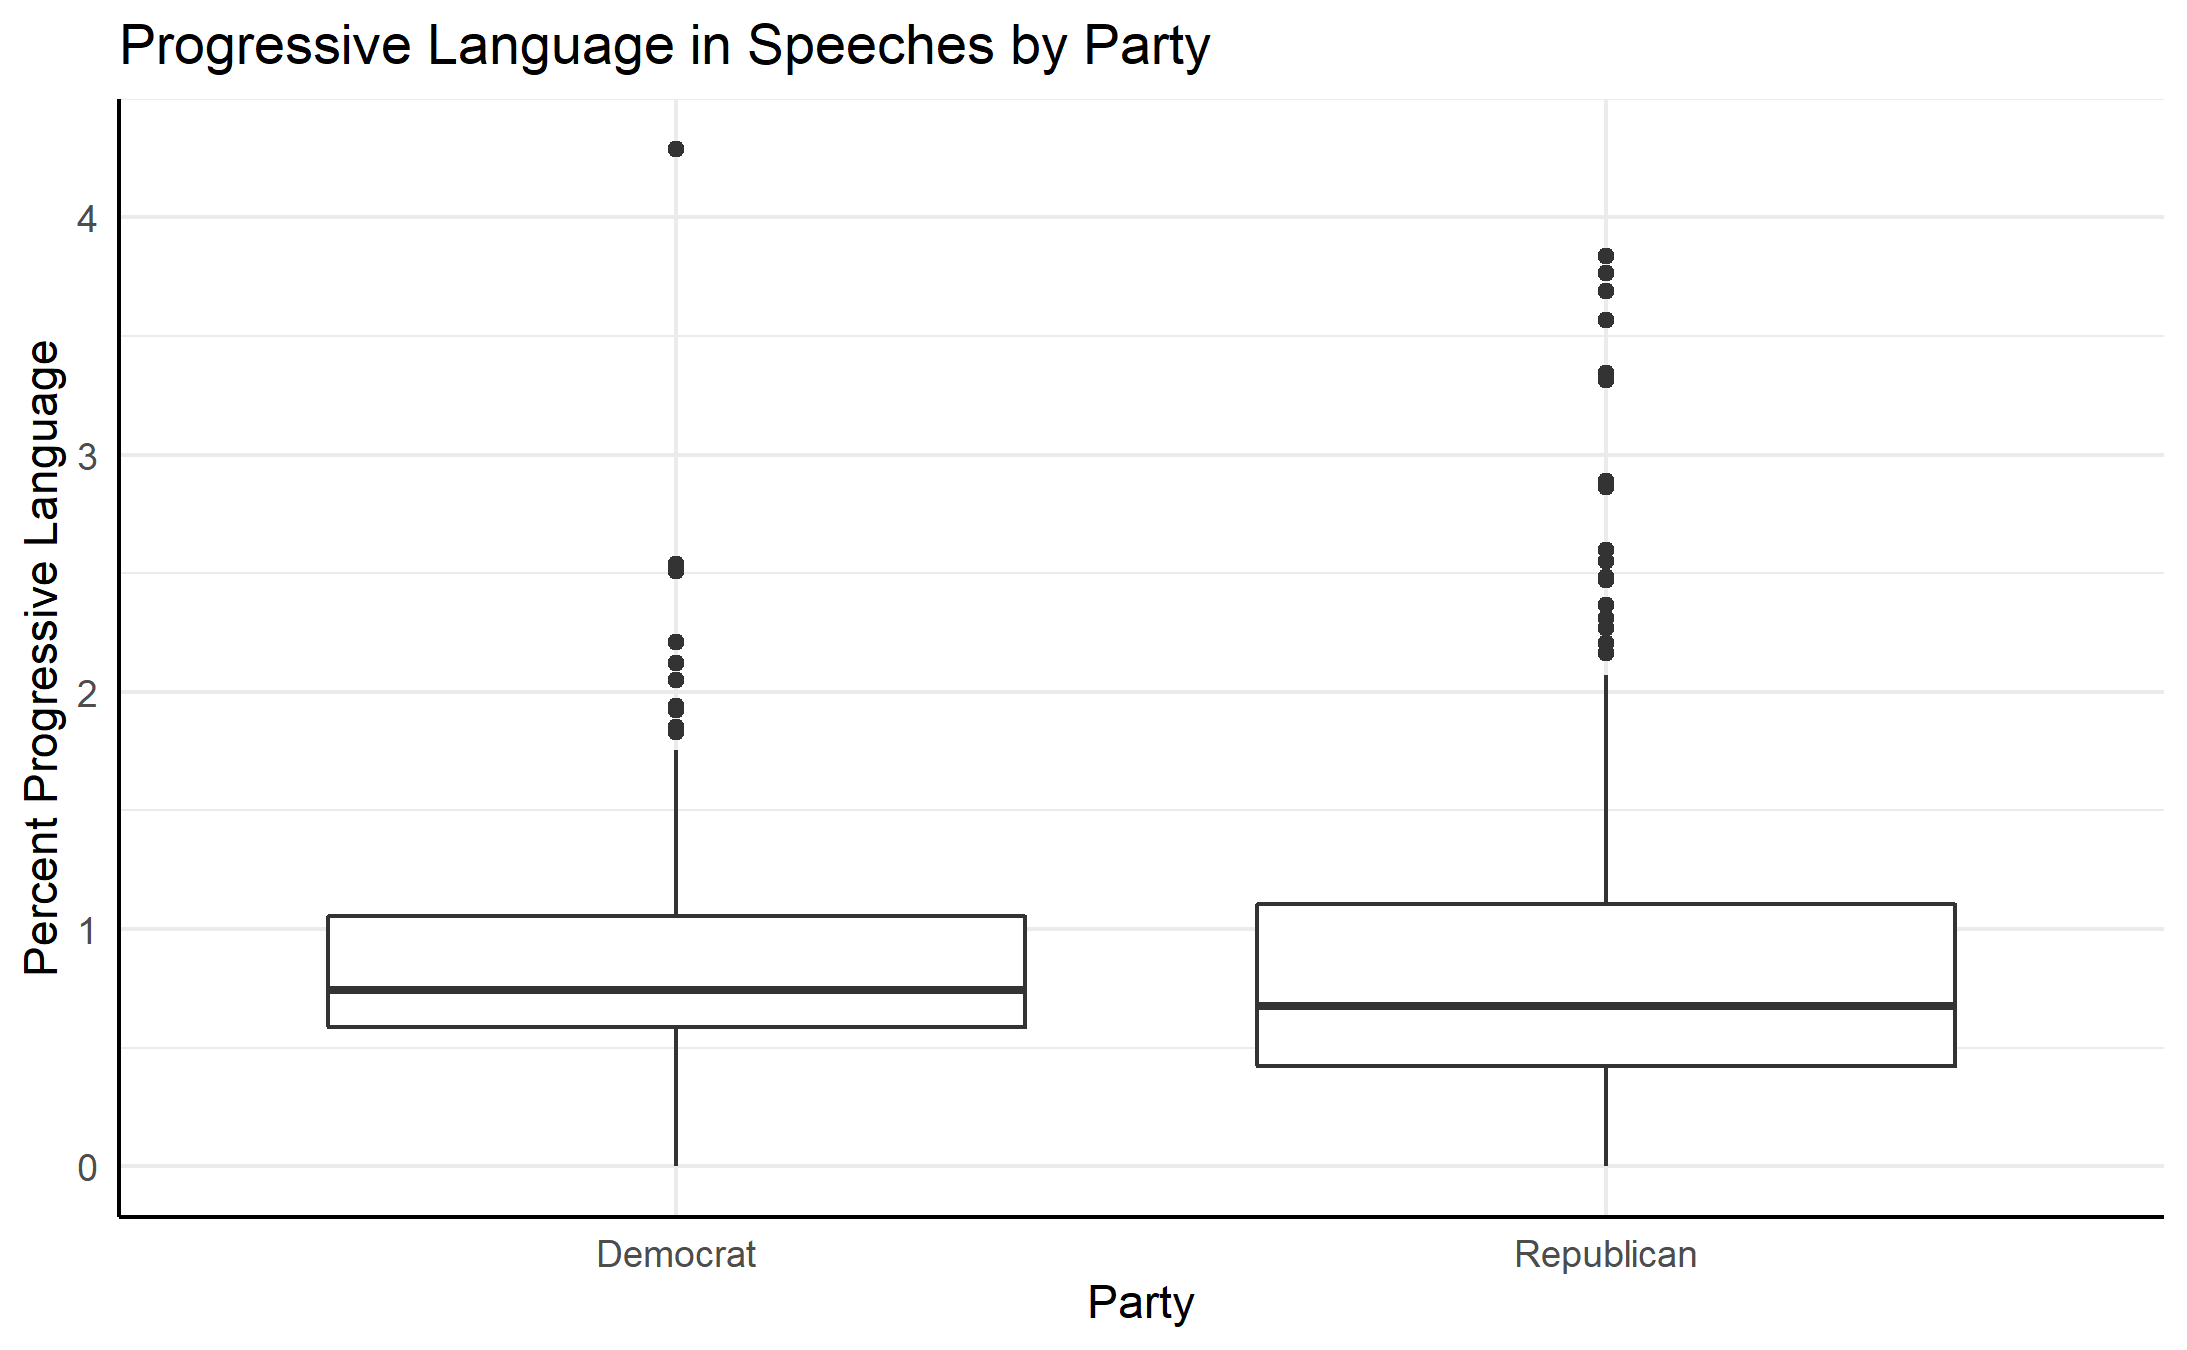 Progressive Language in Speeches by Party
Percent Progressive Language
4
3
2
1
0
Democrat Republican
Party